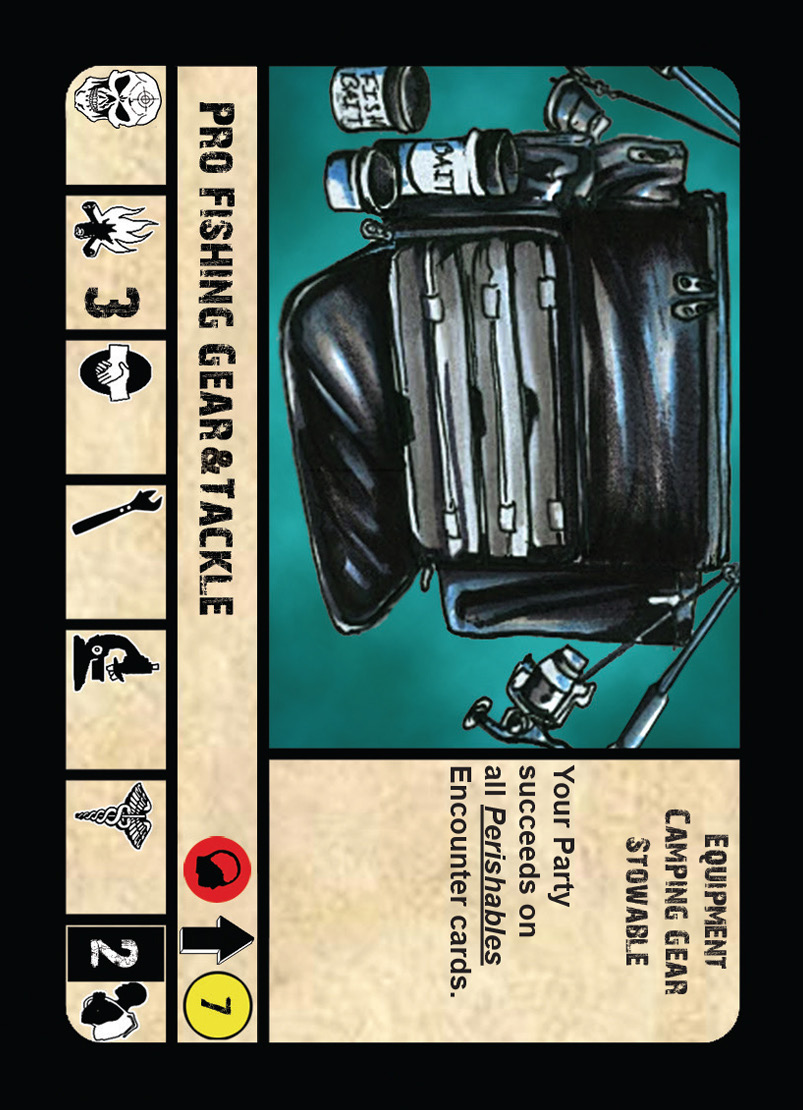 EQUIPMENT
CAMPING GEAR
STOWABLE
Your Party
succeeds on
all Perishables
Encounter cards.
BAIT
FISH
BAIT
PRO FISHING GEAR&TACKLE
7
3
2